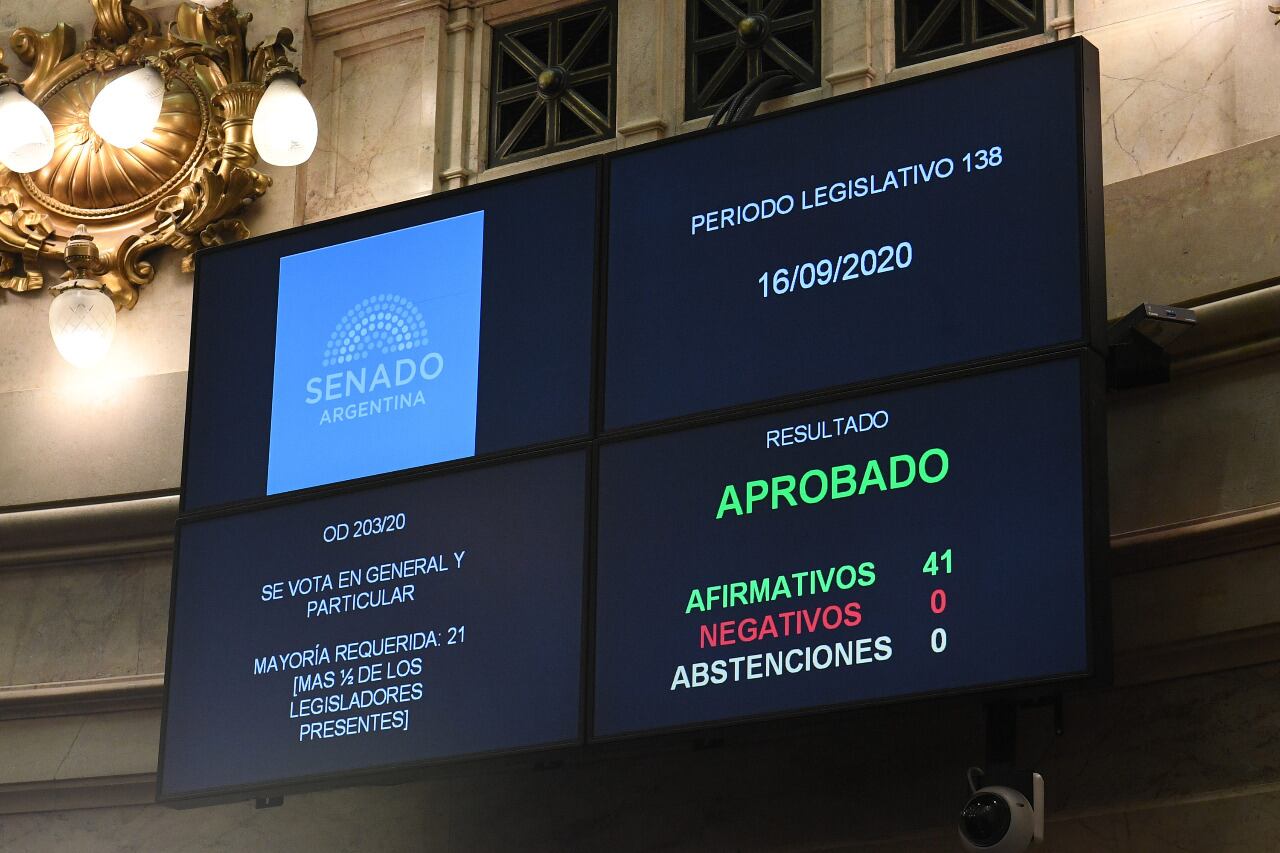 SENADO
ARGENTINA
PERIODO LEGISLATIVO 138
16/09/2020
OD 203/20
SE VOTA EN GENERAL Y
PARTICULAR
MAYORÍA REQUERIDA: 21
[MAS ½ DE LOS
LEGISLADORES
PRESENTES]
RESULTADO
APROBADO
AFIRMATIVOS 41
NEGATIVOS 0
ABSTENCIONES 0